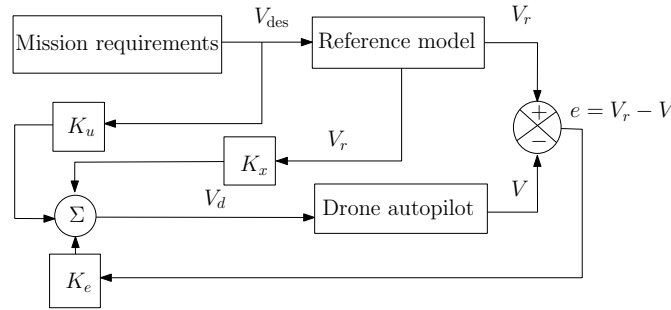 V_des
V_r
Mission requirements
Reference model
+
−
e = V_r − V
K_u
V_r
K_x
V_d
V
Σ
Drone autopilot
K_e